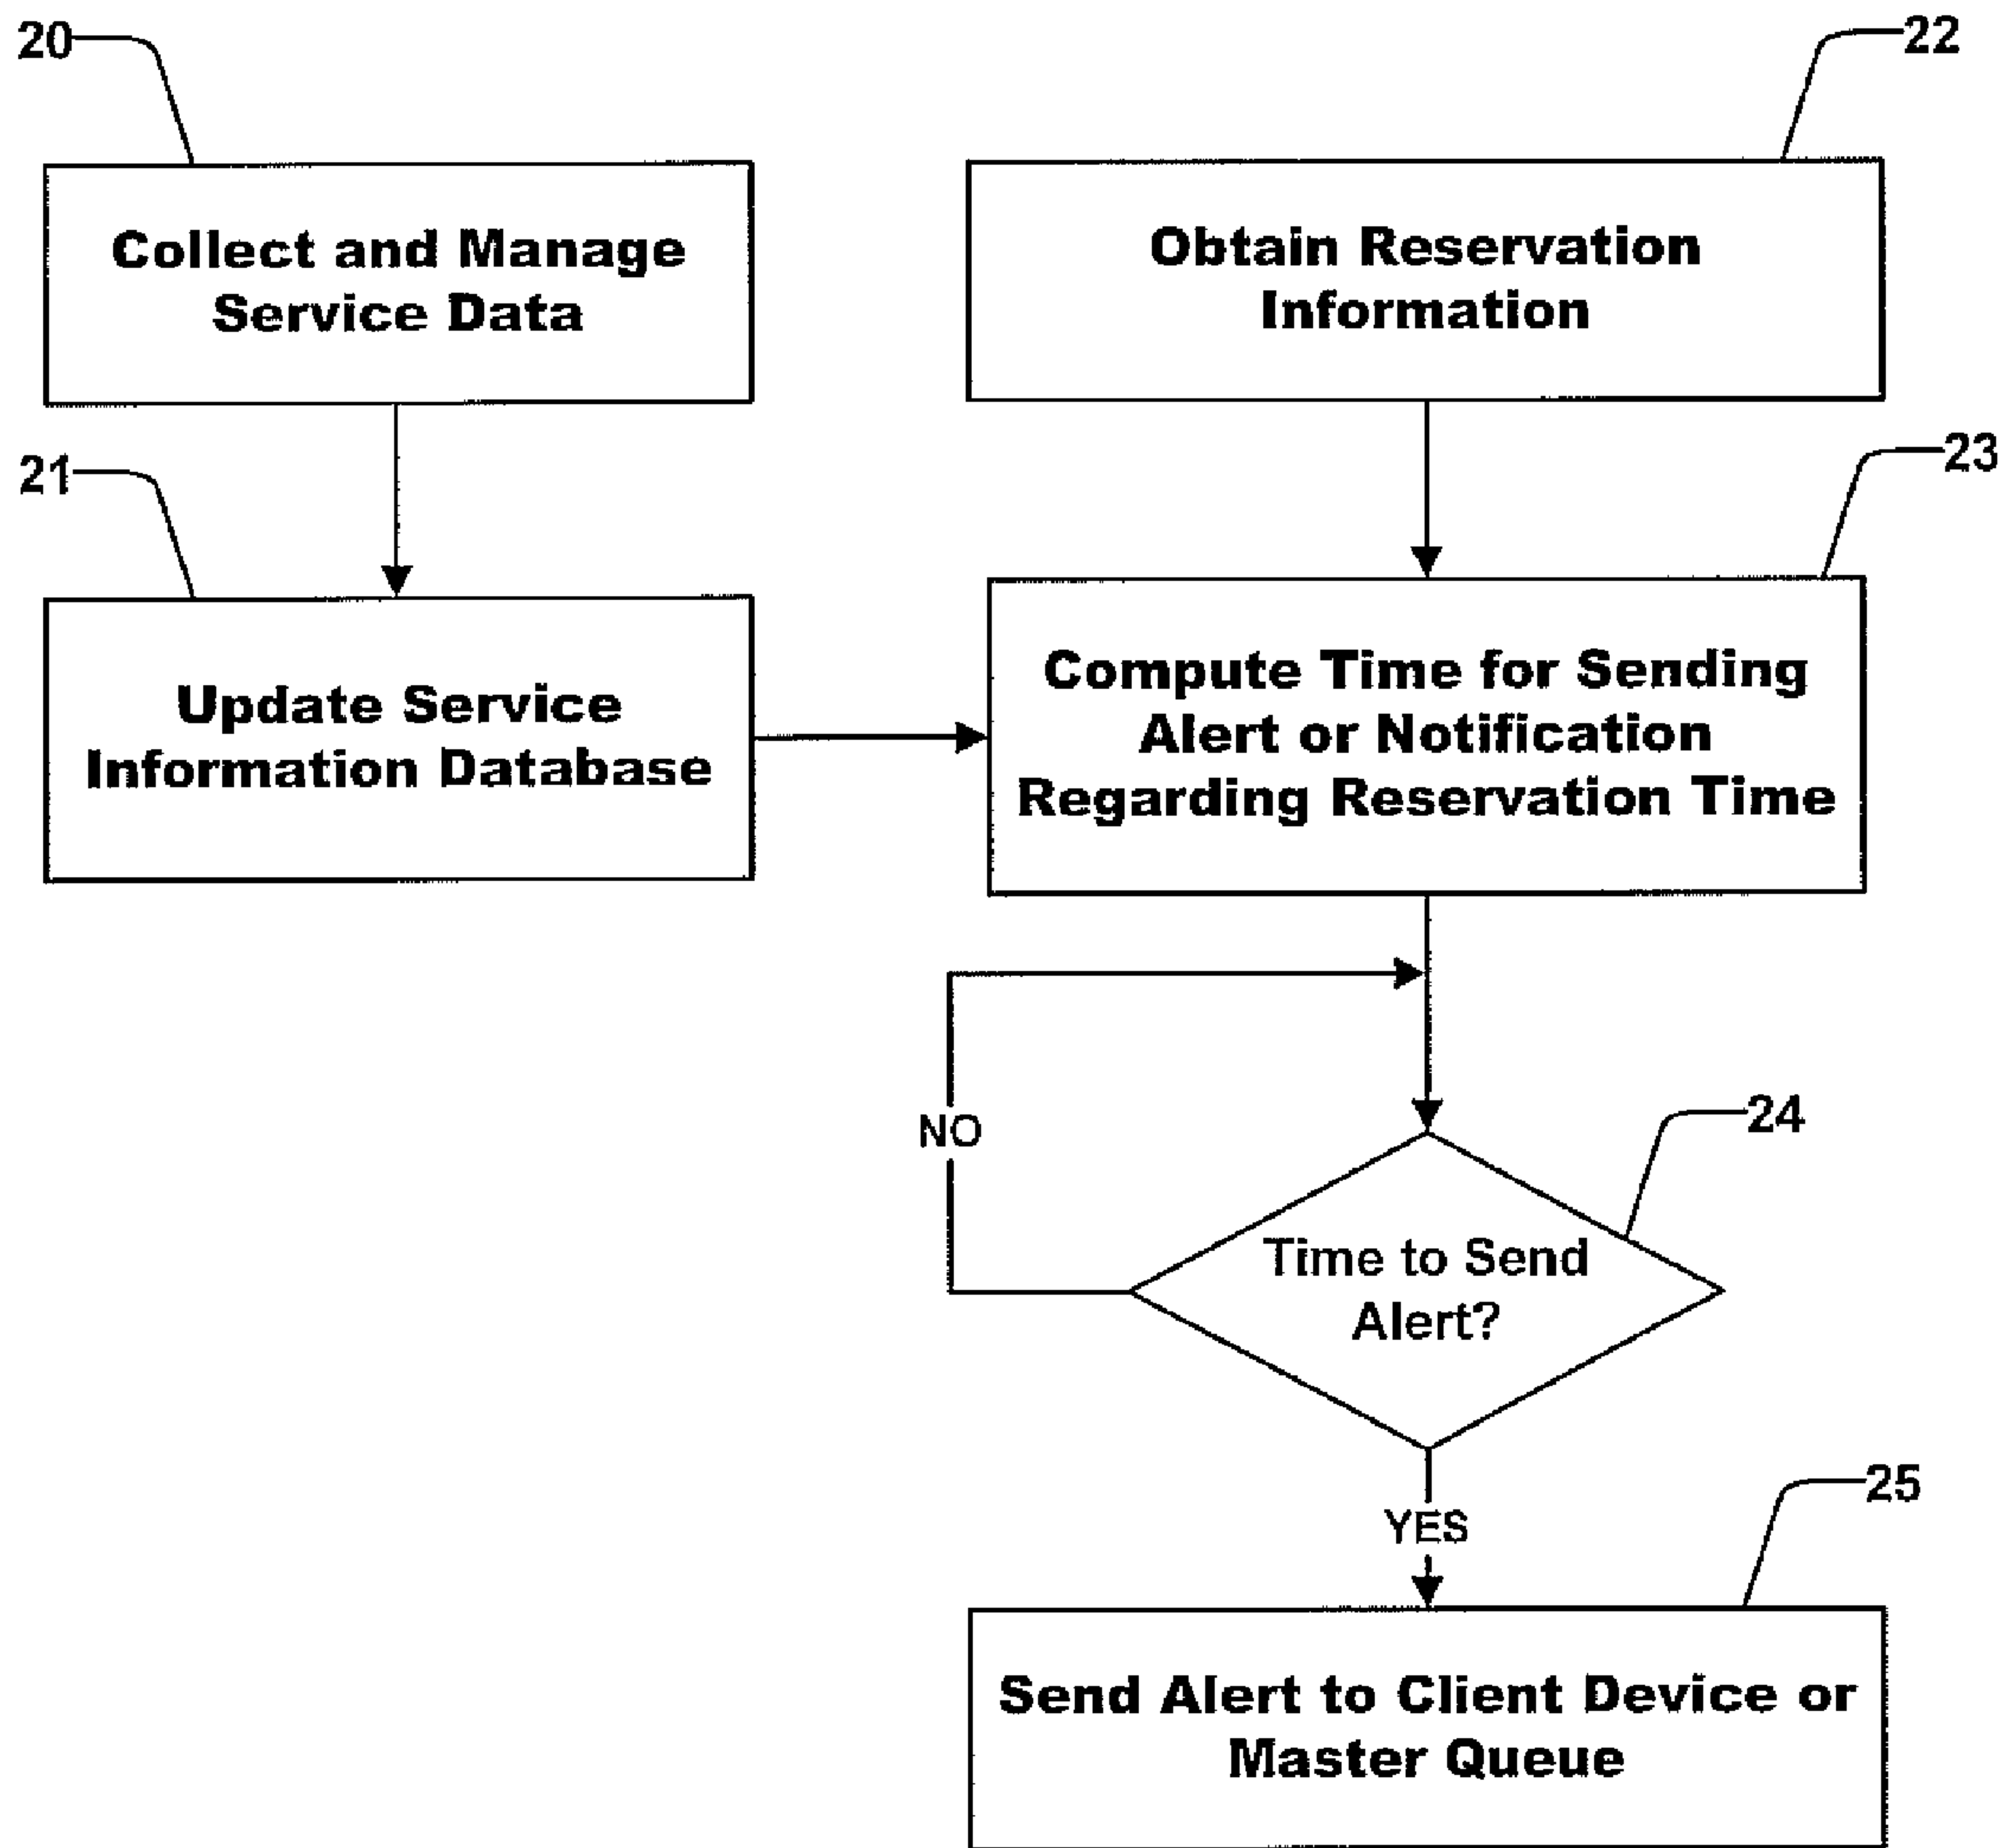 20
22
Collect and Manage
Service Data
Obtain Reservation
Information
21
23
Update Service
Information Database
Compute Time for Sending
Alert or Notification
Regarding Reservation Time
NO
24
Time to Send
Alert?
YES
25
Send Alert to Client Device or
Master Queue